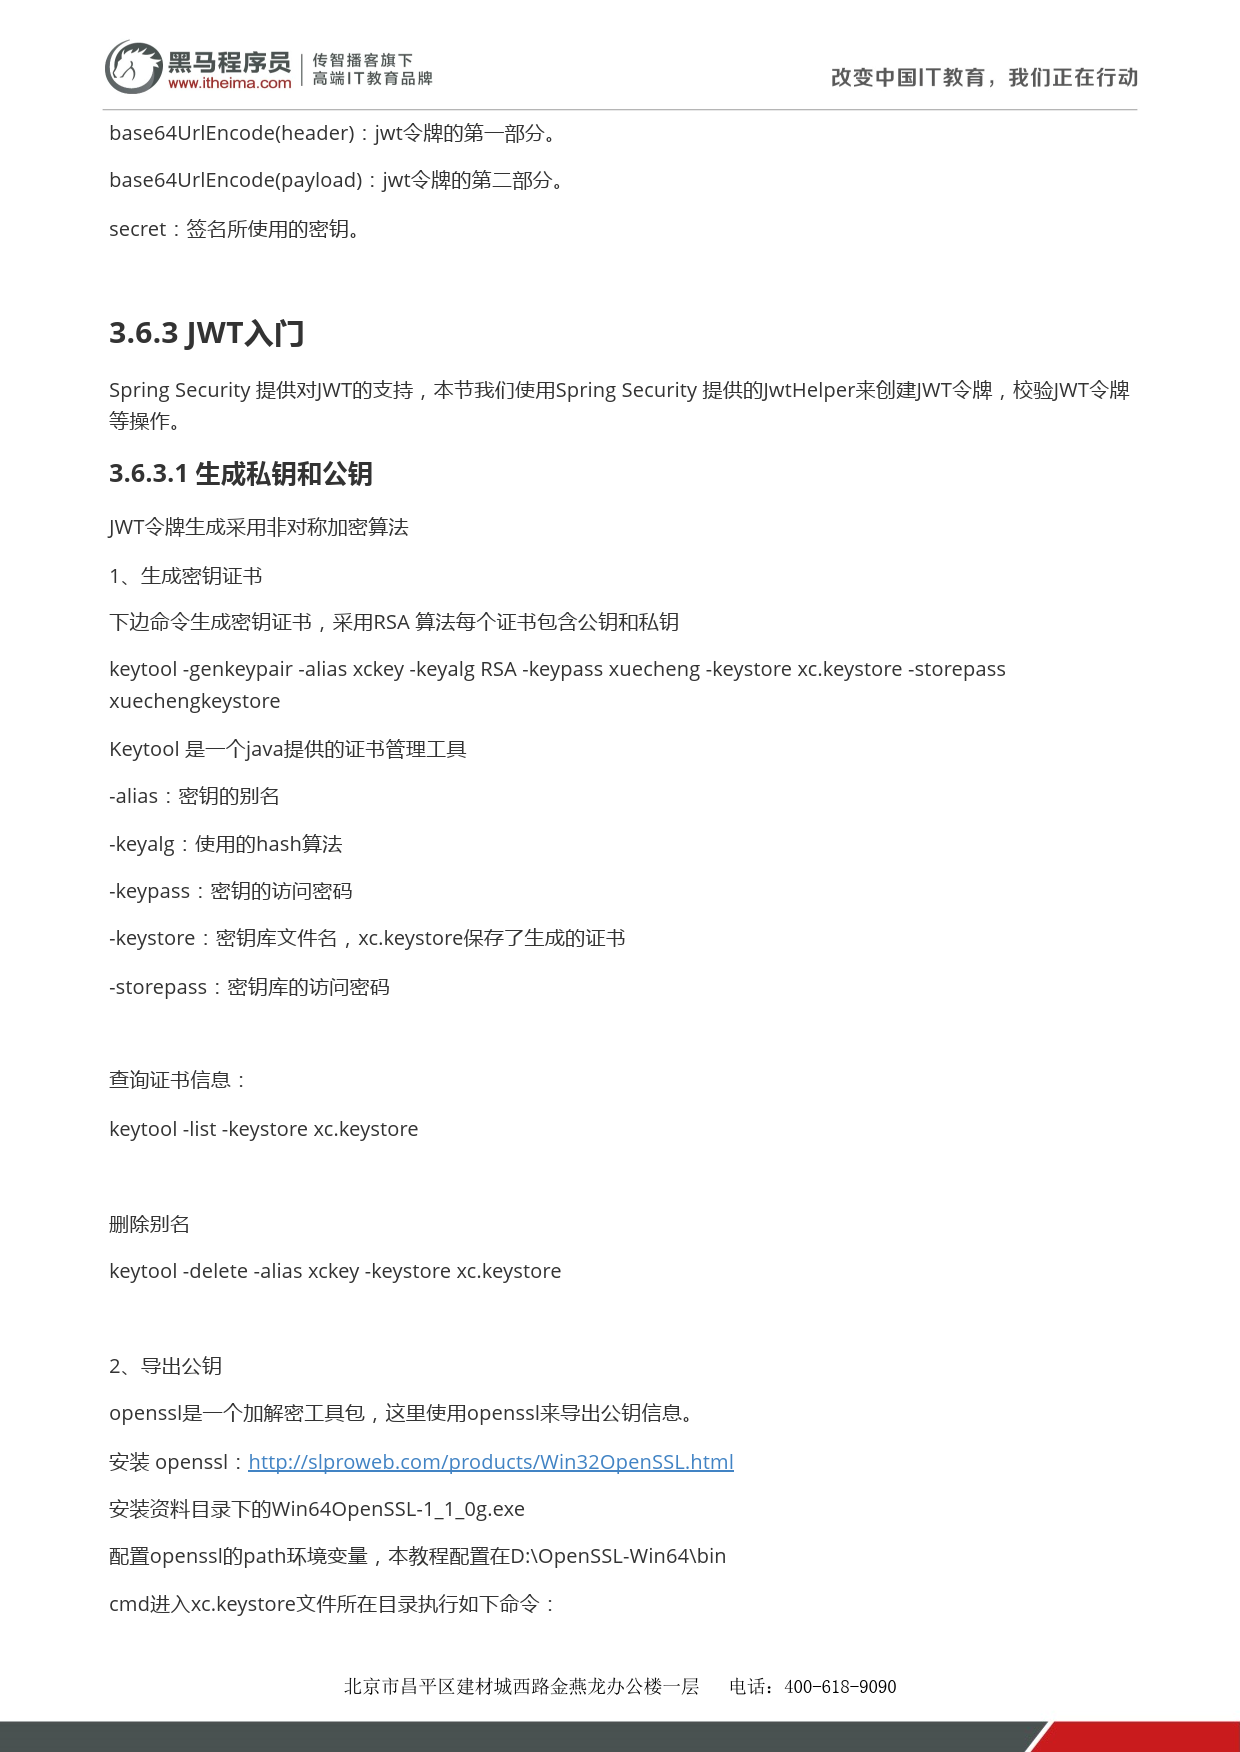 黑马程序员
www.itheima.com
传智播客旗下
高端IT教育品牌
改变中国IT教育，我们正在行动
base64UrlEncode(header)：jwt令牌的第一部分。
base64UrlEncode(payload)：jwt令牌的第二部分。
secret：签名所使用的密钥。
3.6.3 JWT入门
Spring Security 提供对JWT的支持，本节我们使用Spring Security 提供的JwtHelper来创建JWT令牌，校验JWT令牌
等操作。
3.6.3.1 生成私钥和公钥
JWT令牌生成采用非对称加密算法
1、生成密钥证书
下边命令生成密钥证书，采用RSA 算法每个证书包含公钥和私钥
keytool -genkeypair -alias xckey -keyalg RSA -keypass xuecheng -keystore xc.keystore -storepass
xuechengkeystore
Keytool 是一个java提供的证书管理工具
-alias：密钥的别名
-keyalg：使用的hash算法
-keypass：密钥的访问密码
-keystore：密钥库文件名，xc.keystore保存了生成的证书
-storepass：密钥库的访问密码
查询证书信息：
keytool -list -keystore xc.keystore
删除别名
keytool -delete -alias xckey -keystore xc.keystore
2、导出公钥
openssl是一个加解密工具包，这里使用openssl来导出公钥信息。
安装 openssl：http://slproweb.com/products/Win32OpenSSL.html
安装资料目录下的Win64OpenSSL-1_1_0g.exe
配置openssl的path环境变量，本教程配置在D:\OpenSSL-Win64\bin
cmd进入xc.keystore文件所在目录执行如下命令：
北京市昌平区建材城西路金燕龙办公楼一层 电话：400-618-9090